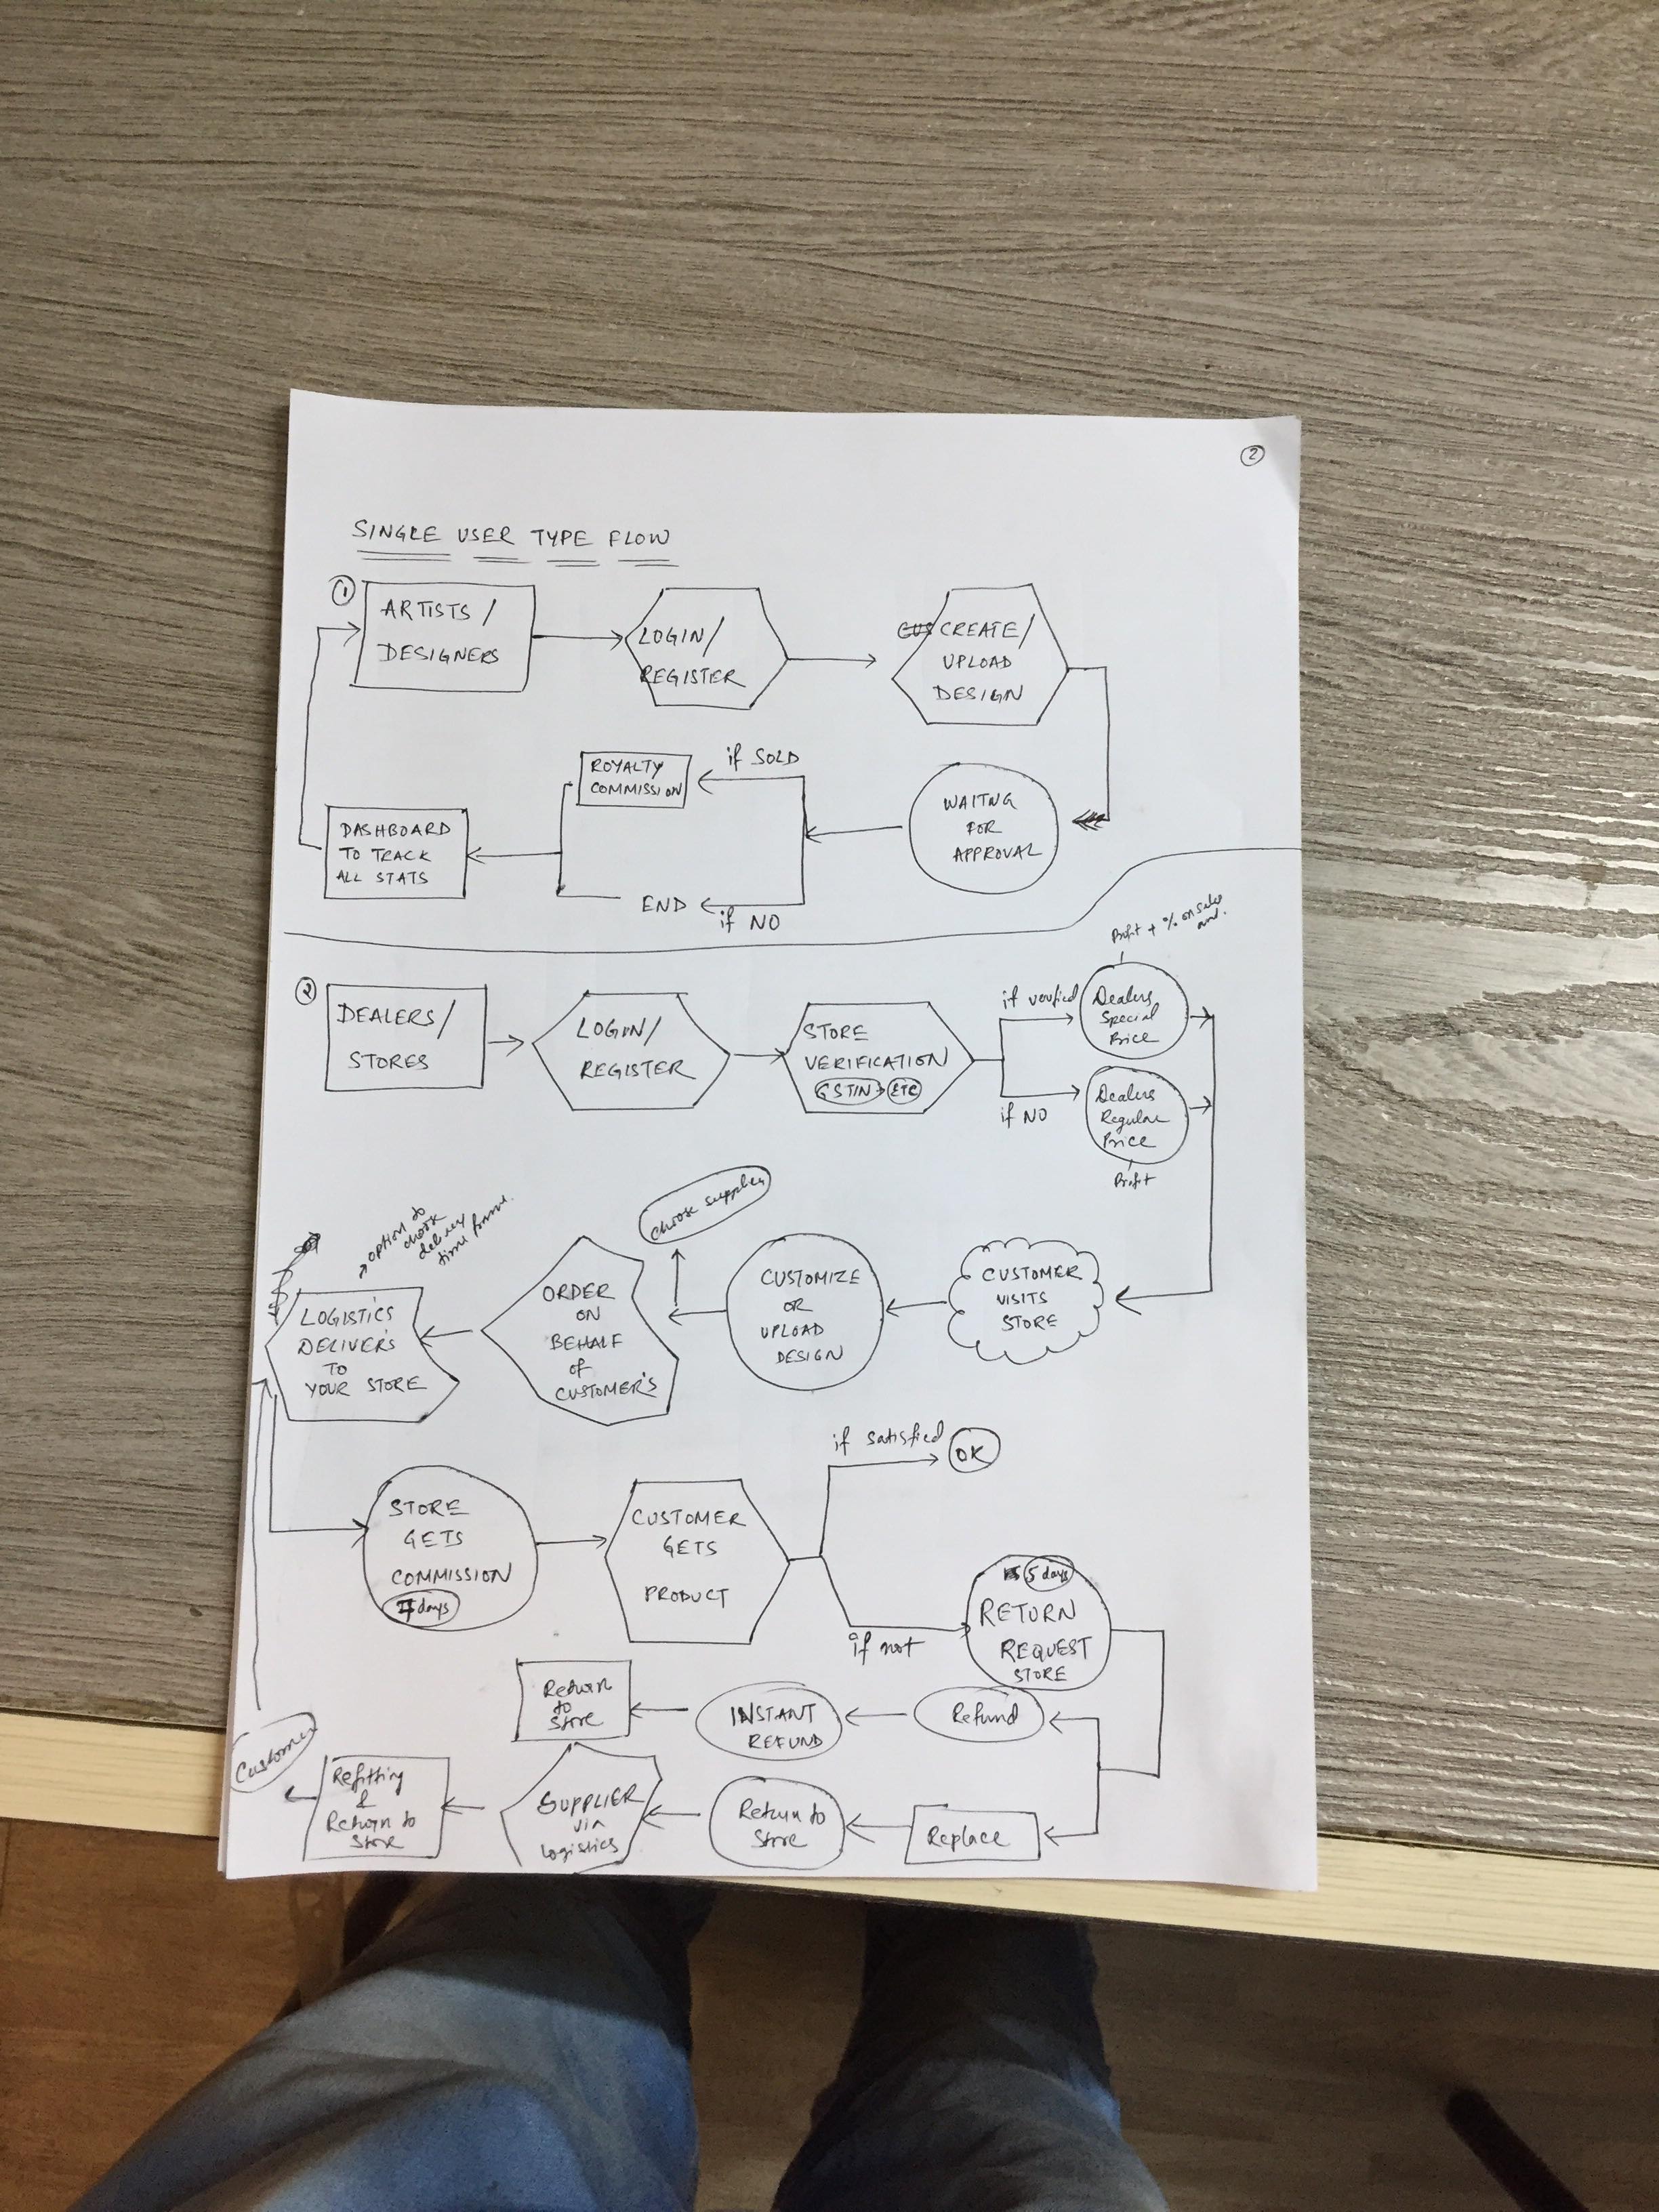 2
SINGLE USER TYPE FLOW
1
ARTISTS /
DESIGNERS
LOGIN/
REGISTER
CREATE/
UPLOAD
DESIGN
WAITNG
FOR
APPROVAL
if SOLD
ROYALTY
COMMISSION
if NO
END
DASHBOARD
TO TRACK
ALL STATS
2
DEALERS/
STORES
LOGIN/
REGISTER
STORE
VERIFICATION
GSTIN ETC
if verified
Profit + % on sales
Dealers
Special
Price
if NO
Dealers
Regular
Price
Profit
CUSTOMER
VISITS
STORE
CUSTOMIZE
OR
UPLOAD
DESIGN
choose supplier
ORDER
ON
BEHALF
of
CUSTOMER'S
option to
choose
delivery
time frame.
LOGISTICS
DELIVER'S
TO
YOUR STORE
STORE
GETS
COMMISSION
7 days
CUSTOMER
GETS
PRODUCT
if satisfied
OK
if not
5 days
RETURN
REQUEST
STORE
Refund
INSTANT
REFUND
Return
to
Store
Replace
Return to
Store
SUPPLIER
via
logistics
Refitting
&
Return to
Store
Customer